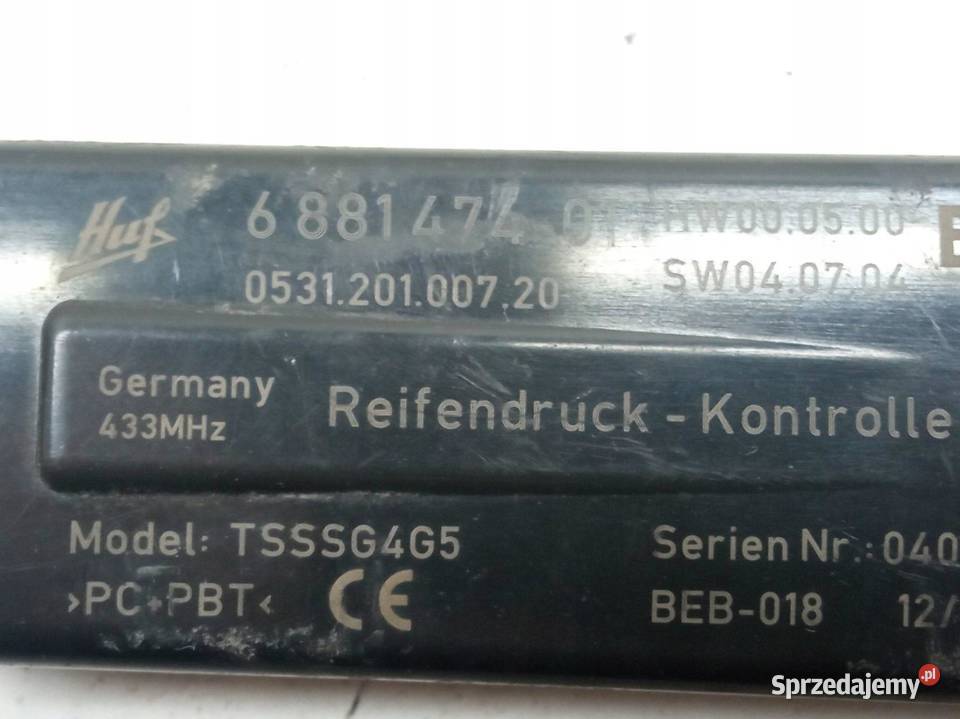 Huf 6 881 474 01 HW00.05.00
0531.201.007.20 SW04.07.04
Germany
433MHz
Reifendruck - Kontrolle
Model: TSSSG4G5 Serien Nr.: 040
>PC+PBT< CE BEB-018 12/
Sprzedajemy.pl